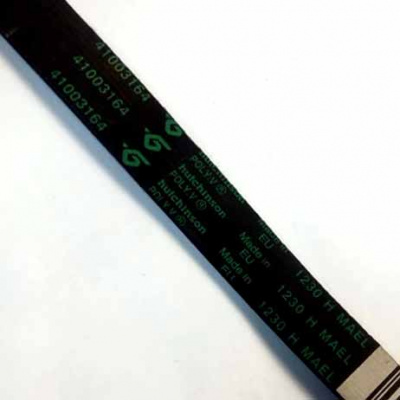 41003164
41003164
41003164
hutchinson
POLY.V ®
hutchinson
POLY.V ®
hutchinson
POLY.V ®
Made in
EU
Made in
EU
Made in
EU
1230 H MAEL
1230 H MAEL
1230 H MAEL